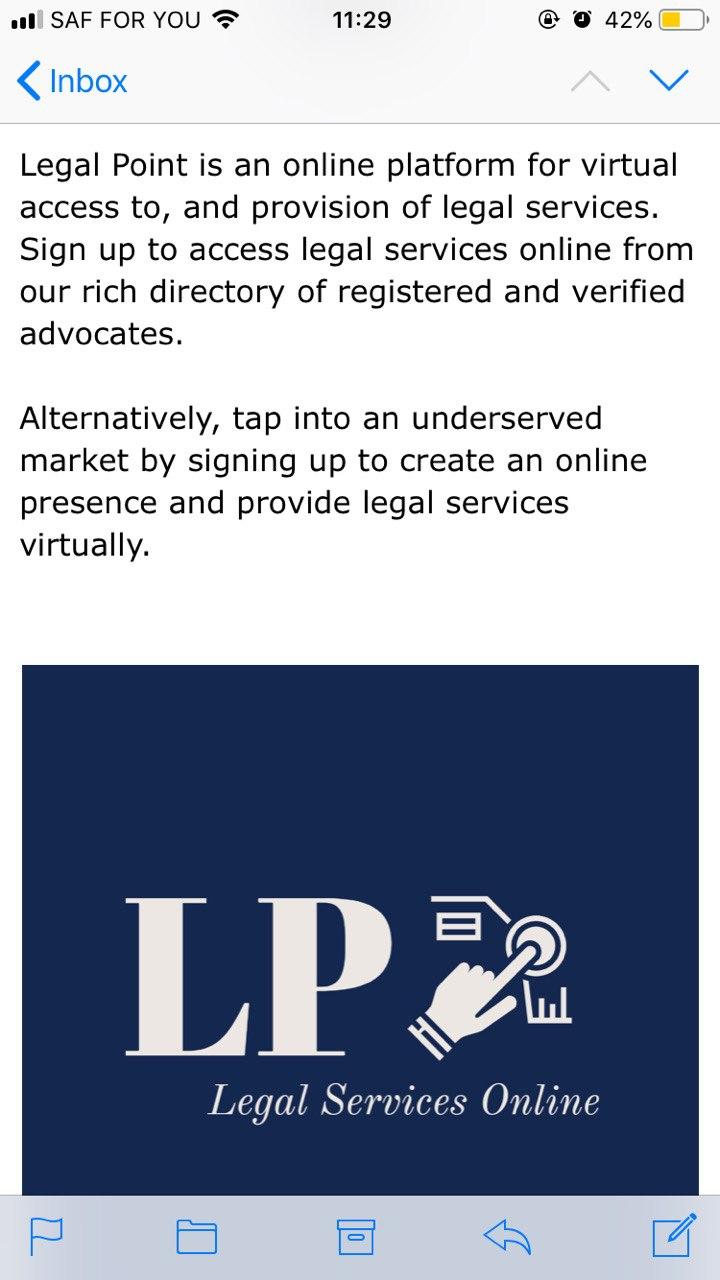 SAF FOR YOU 11:29 42%
Inbox
Legal Point is an online platform for virtual
access to, and provision of legal services.
Sign up to access legal services online from
our rich directory of registered and verified
advocates.
Alternatively, tap into an underserved
market by signing up to create an online
presence and provide legal services
virtually.
LP
Legal Services Online